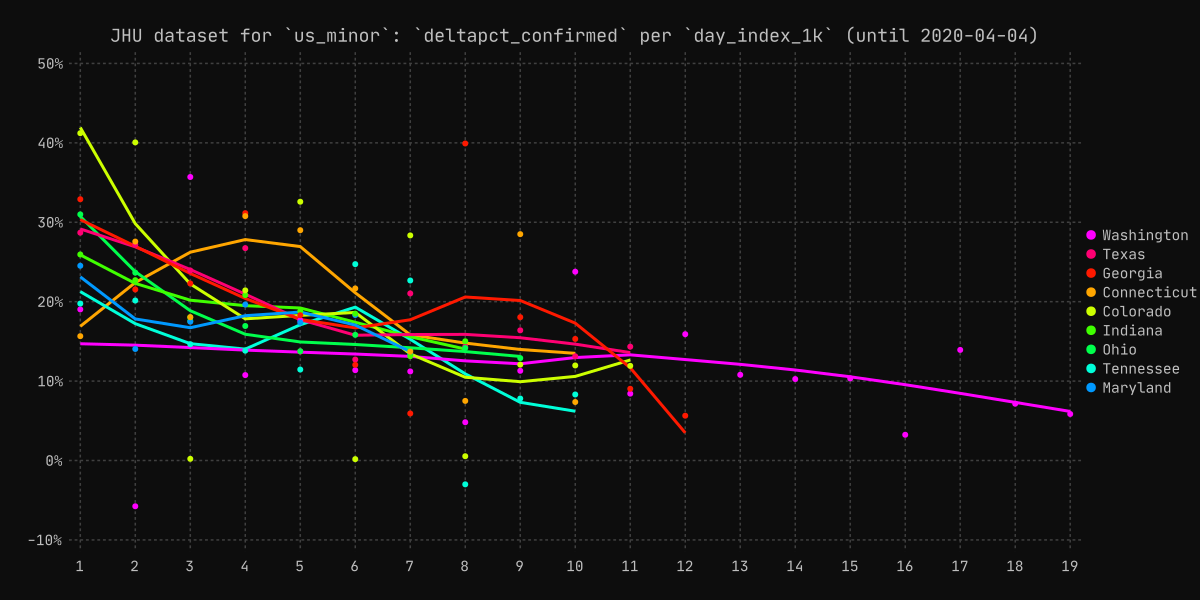 JHU dataset for `us_minor`: `deltapct_confirmed` per `day_index_1k` (until 2020-04-04)
50%
40%
30%
20%
10%
0%
-10%
1 2 3 4 5 6 7 8 9 10 11 12 13 14 15 16 17 18 19
Washington
Texas
Georgia
Connecticut
Colorado
Indiana
Ohio
Tennessee
Maryland